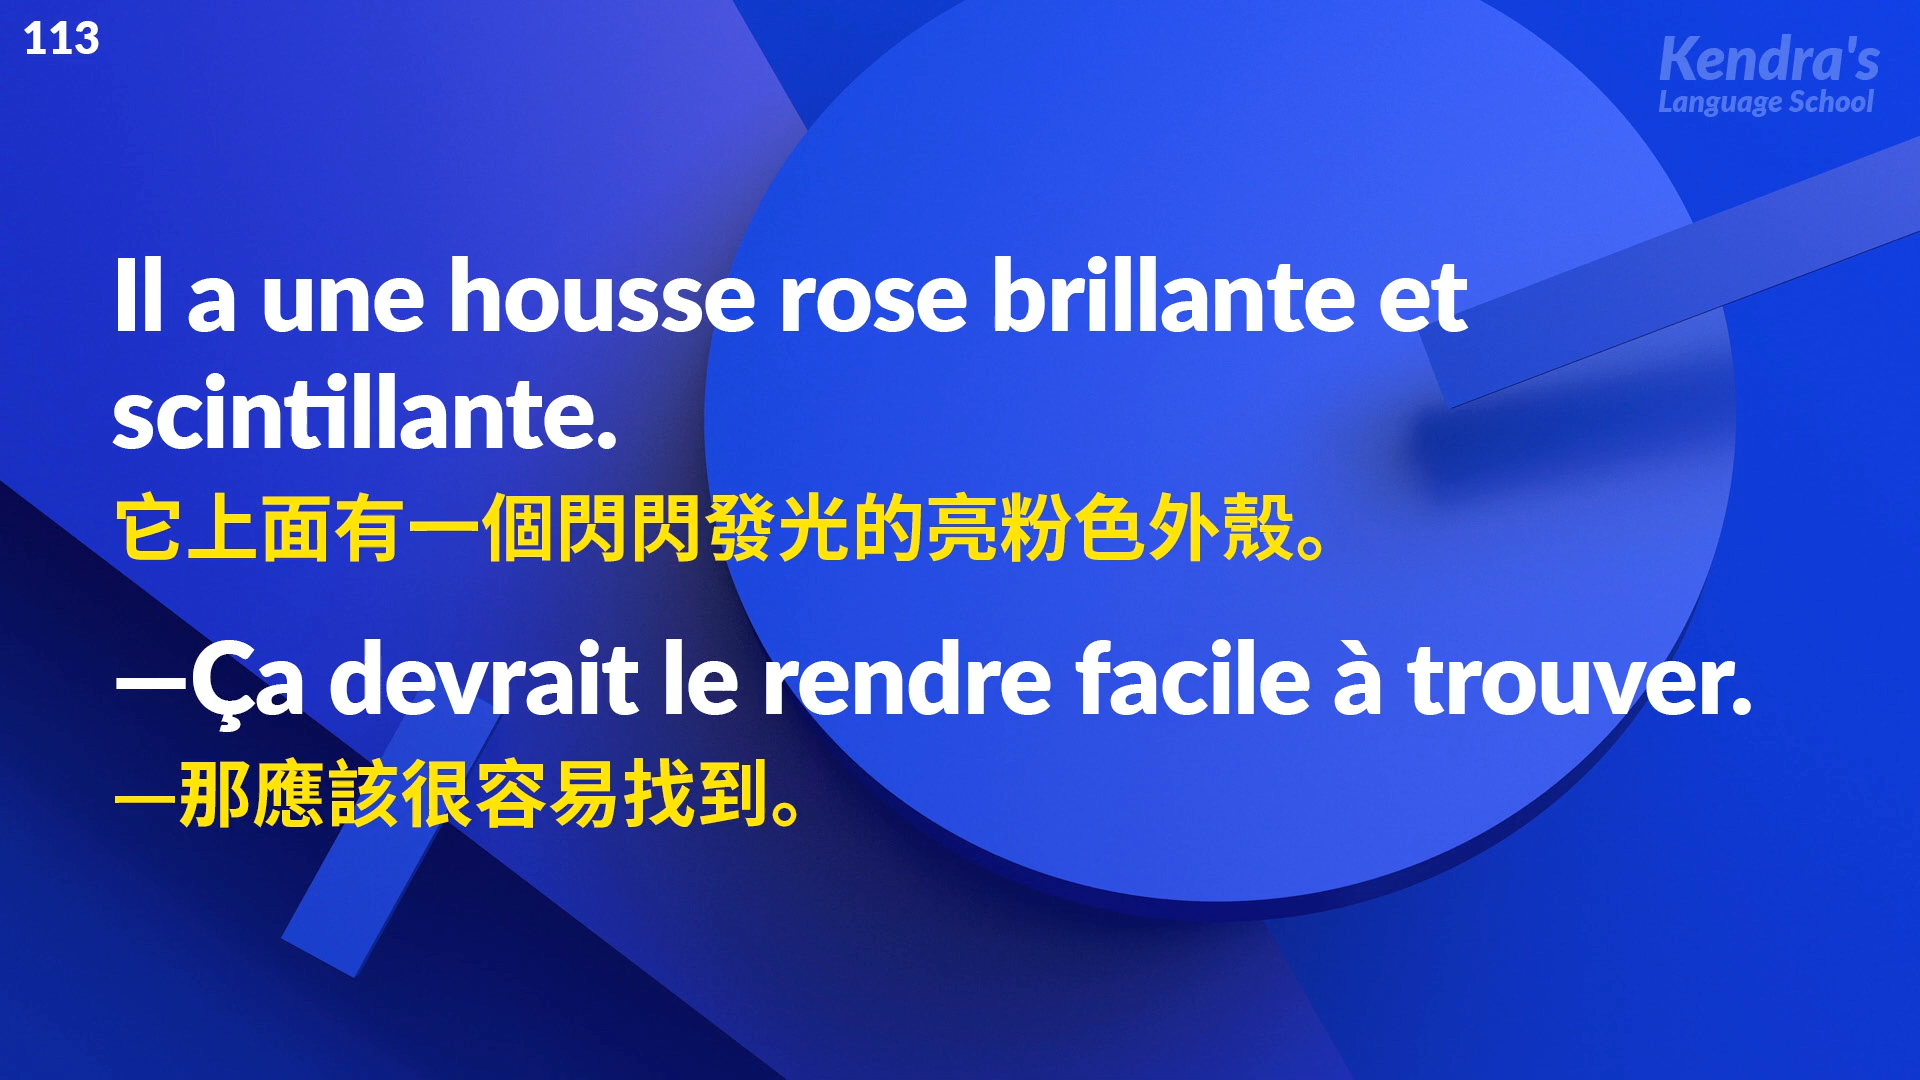 113
Kendra's
Language School
Il a une housse rose brillante et
scintillante.
它上面有一個閃閃發光的亮粉色外殼。
—Ça devrait le rendre facile à trouver.
—那應該很容易找到。